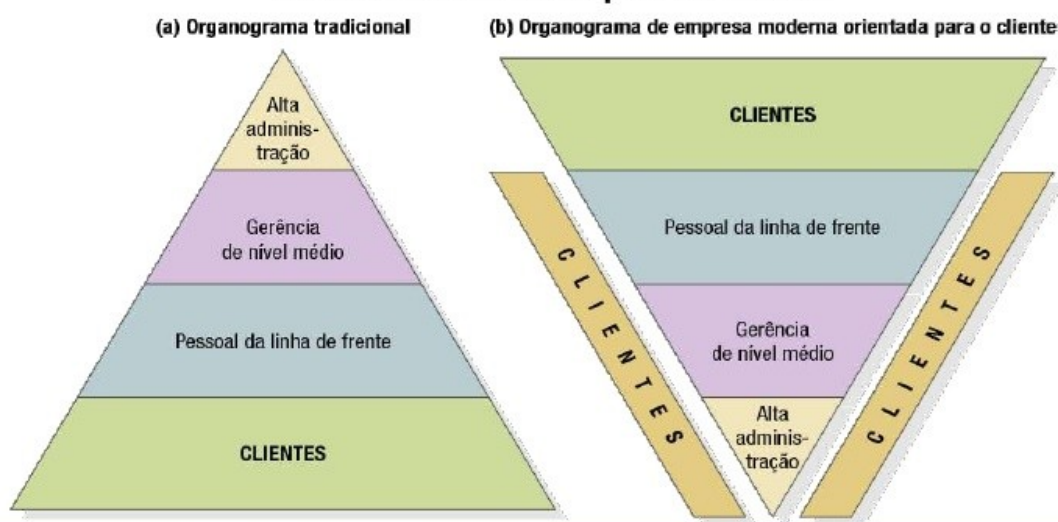 (a) Organograma tradicional
Alta
adminis-
tração
Gerência
de nível médio
Pessoal da linha de frente
CLIENTES
(b) Organograma de empresa moderna orientada para o cliente
CLIENTES
Pessoal da linha de frente
Gerência
de nível médio
Alta
adminis-
tração
CLIENTES
CLIENTES